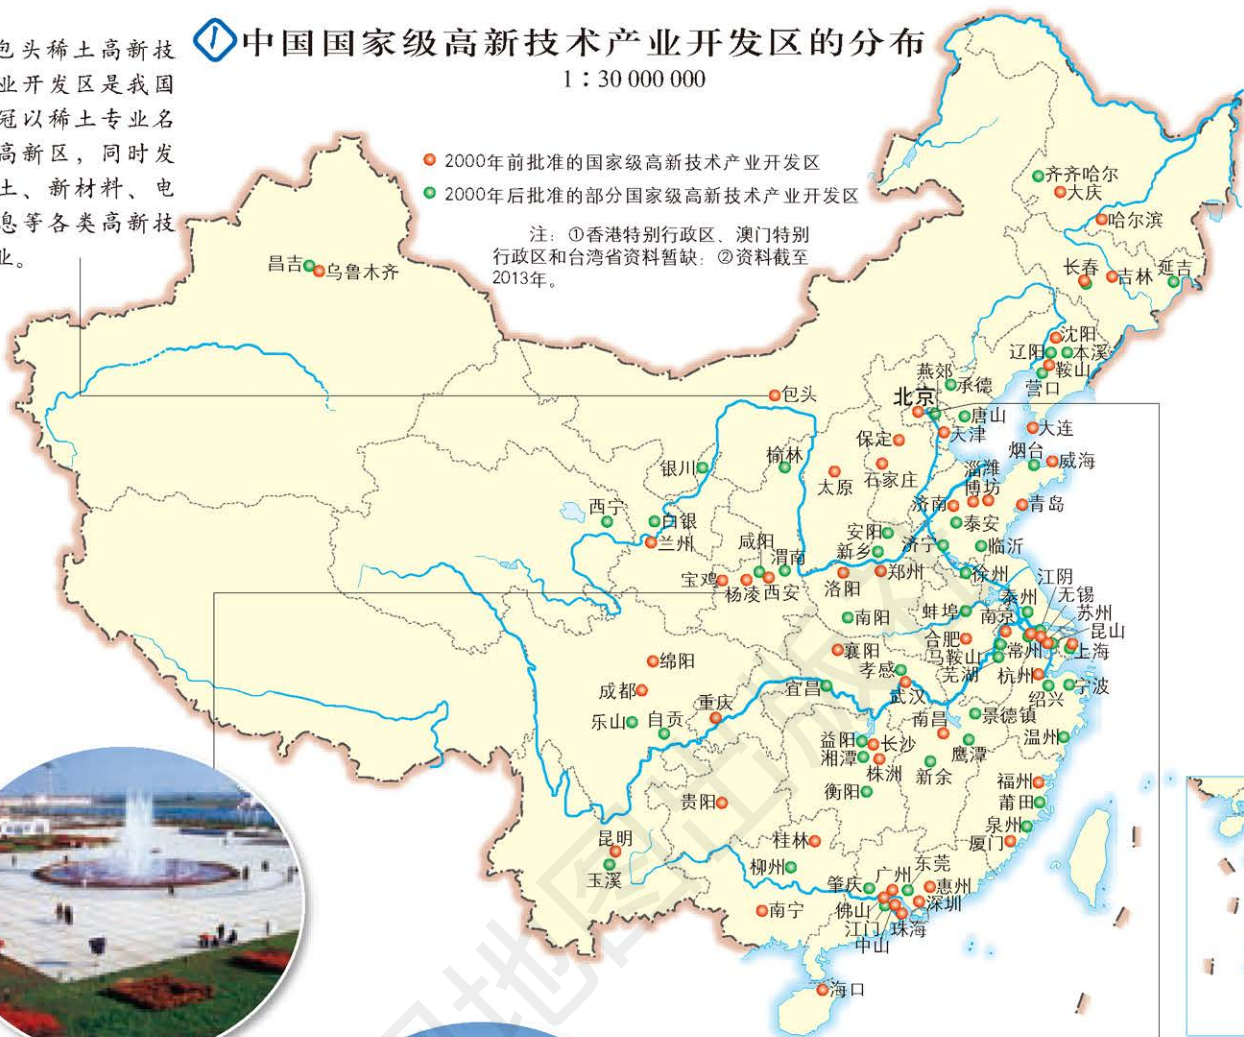 ①中国国家级高新技术产业开发区的分布
1∶30 000 000
包头稀土高新技
业开发区是我国
冠以稀土专业名
高新区，同时发
土、新材料、电
息等各类高新技
业。
2000年前批准的国家级高新技术产业开发区
2000年后批准的部分国家级高新技术产业开发区
注：①香港特别行政区、澳门特别
行政区和台湾省资料暂缺；②资料截至
2013年。
齐齐哈尔
大庆
哈尔滨
昌吉
乌鲁木齐
长春
吉林
延吉
沈阳
辽阳
本溪
鞍山
营口
燕郊
承德
包头
北京
唐山
大连
天津
保定
烟台
威海
银川
榆林
太原
石家庄
淄博
潍坊
济南
青岛
西宁
白银
泰安
兰州
咸阳
渭南
安阳
新乡
济宁
临沂
宝鸡
杨凌
西安
洛阳
郑州
徐州
江阴
无锡
泰州
苏州
南阳
蚌埠
南京
昆山
合肥
常州
上海
襄阳
马鞍山
绵阳
孝感
芜湖
杭州
成都
宜昌
武汉
绍兴
宁波
乐山
自贡
重庆
南昌
景德镇
益阳
长沙
温州
湘潭
鹰潭
株洲
新余
衡阳
福州
贵阳
莆田
泉州
昆明
桂林
厦门
玉溪
柳州
肇庆
广州
东莞
惠州
南宁
佛山
深圳
江门
珠海
中山
海口
地图出版社